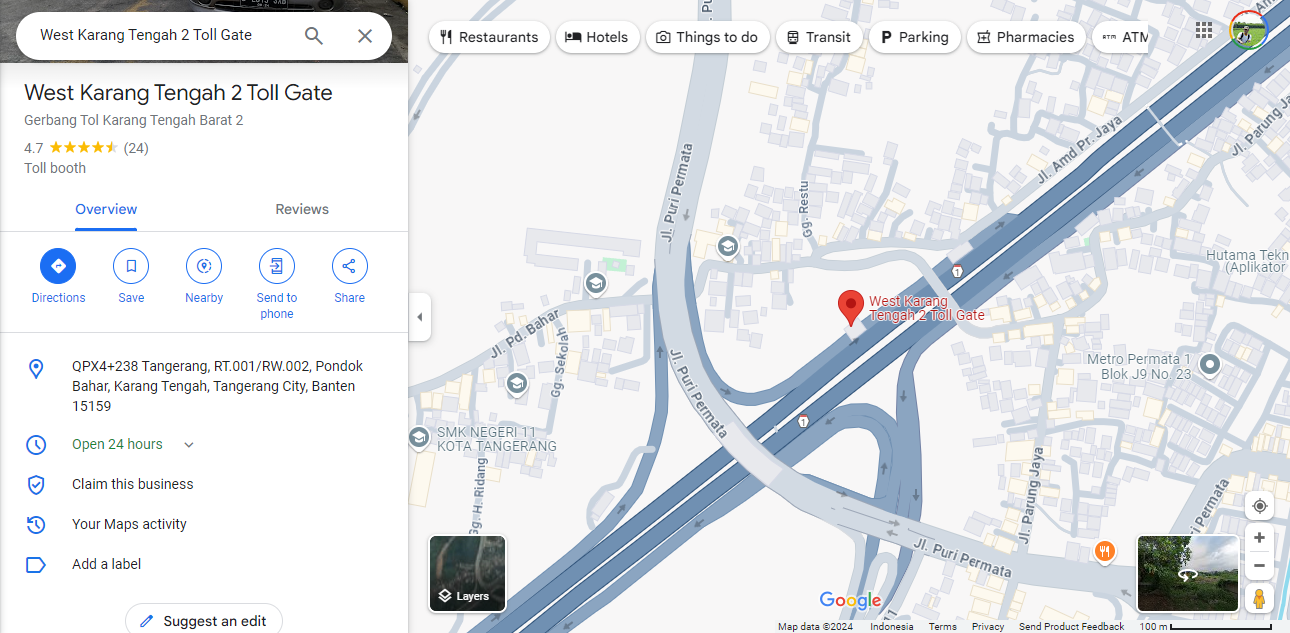 West Karang Tengah 2 Toll Gate
West Karang Tengah 2 Toll Gate
Gerbang Tol Karang Tengah Barat 2
4.7 (24)
Toll booth
Overview
Reviews
Directions
Save
Nearby
Send to
phone
Share
QPX4+238 Tangerang, RT.001/RW.002, Pondok
Bahar, Karang Tengah, Tangerang City, Banten
15159
Open 24 hours
Claim this business
Your Maps activity
Add a label
Suggest an edit
Restaurants
Hotels
Things to do
Transit
Parking
Pharmacies
ATM
Jl. Puri Permata
Jl. Amd Pr. Jaya
Jl. Parung Ja
Gg. Restu
Hutama Tekn
(Aplikator
1
West Karang
Tengah 2 Toll Gate
Jl. Pd. Bahar
Gg. Sekolah
Jl. Puri Permata
Metro Permata 1
Blok J9 No. 23
1
SMK NEGERI 11
KOTA TANGERANG
Gg. H. Ridang
Jl. Parung Jaya
ri Permata
Jl. Puri Permata
Layers
Google
Map data ©2024
Indonesia
Terms
Privacy
Send Product Feedback
100 m